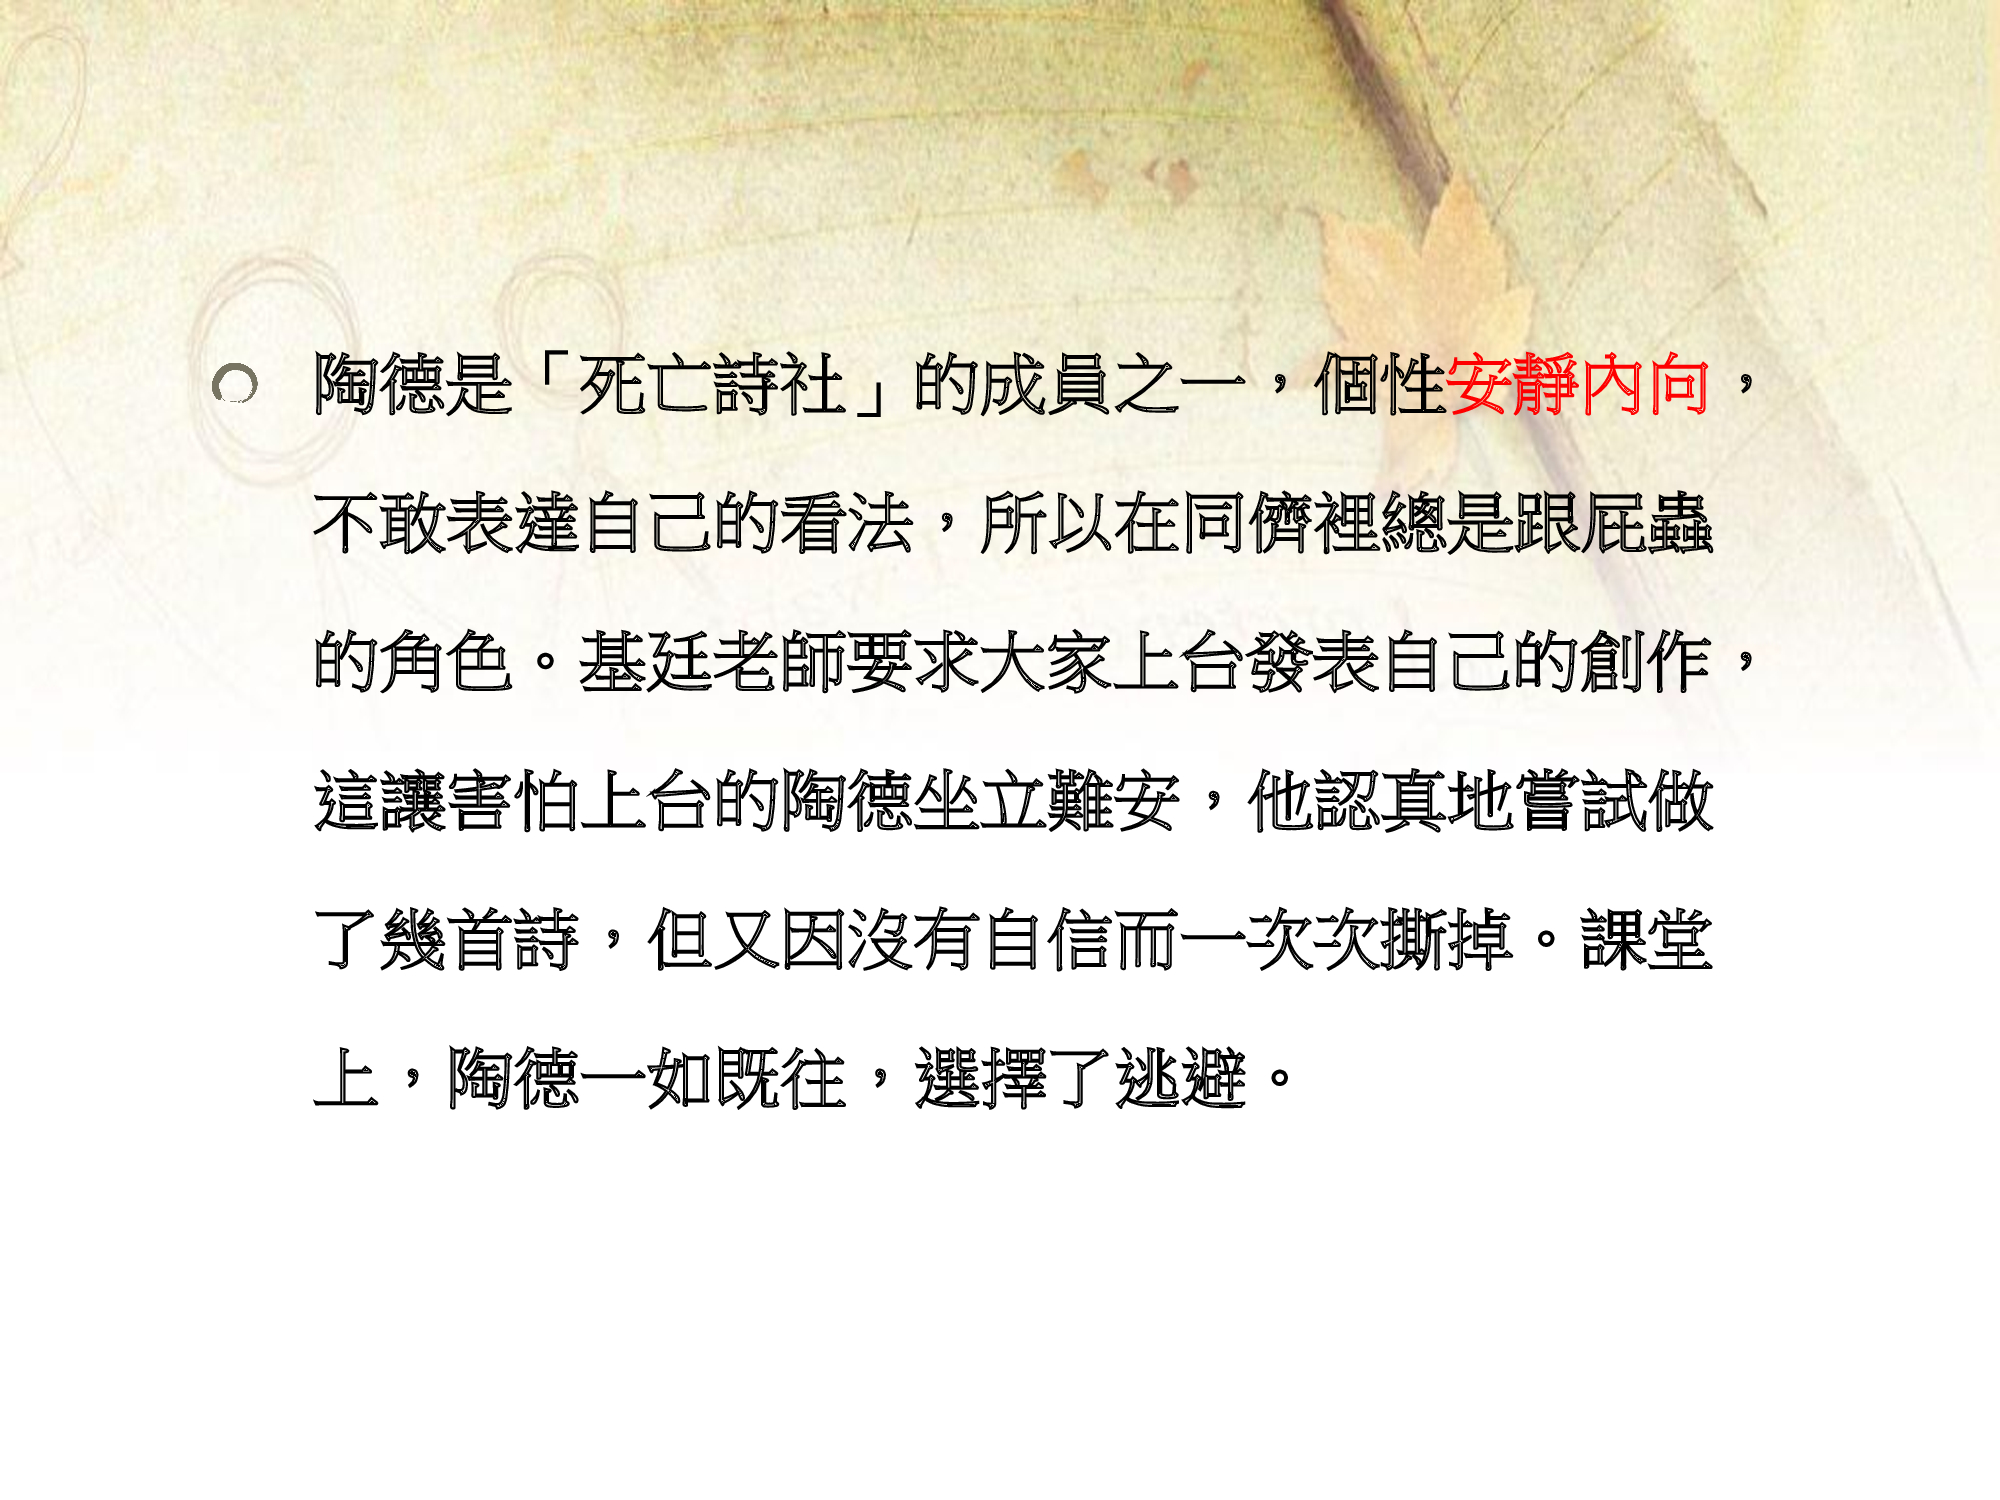 陶德是「死亡詩社」的成員之一，個性安靜內向，
不敢表達自己的看法，所以在同儕裡總是跟屁蟲
的角色。基廷老師要求大家上台發表自己的創作，
這讓害怕上台的陶德坐立難安，他認真地嘗試做
了幾首詩，但又因沒有自信而一次次撕掉。課堂
上，陶德一如既往，選擇了逃避。